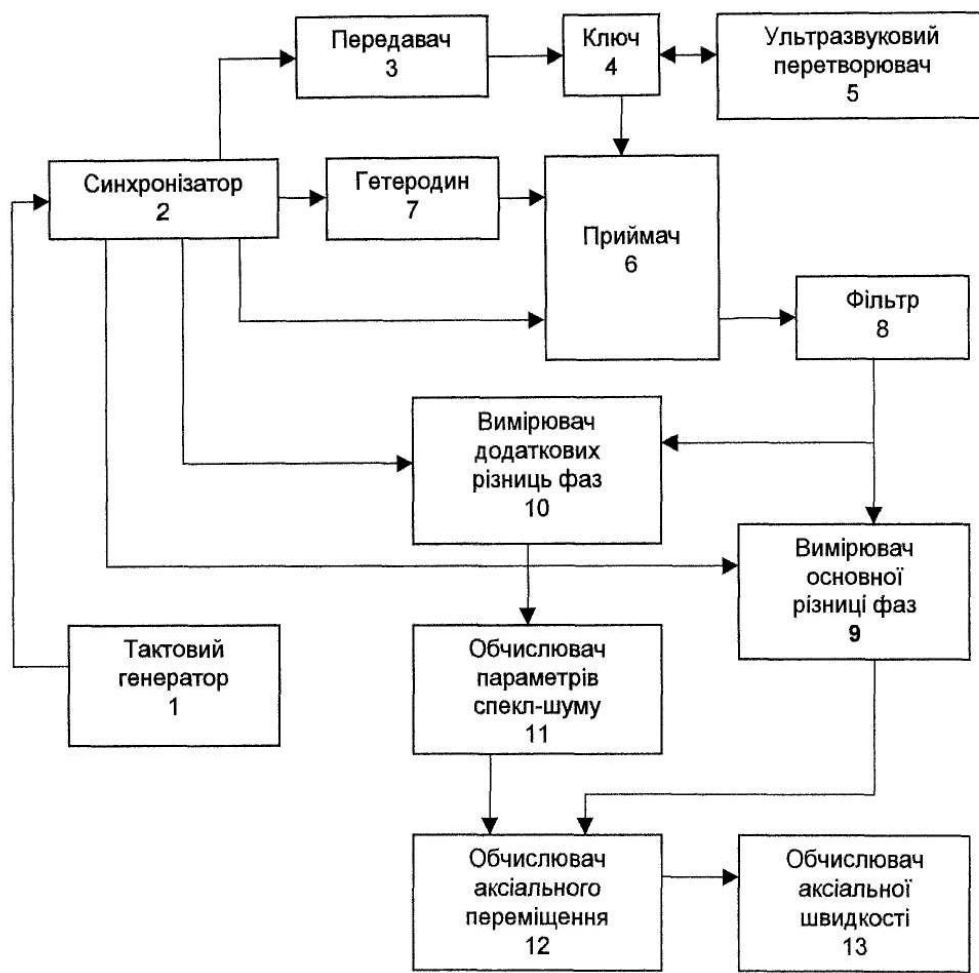 Передавач
3
Ключ
4
Ультразвуковий
перетворювач
5
Синхронізатор
2
Гетеродин
7
Приймач
6
Фільтр
8
Вимірювач
додаткових
різниць фаз
10
Вимірювач
основної
різниці фаз
9
Тактовий
генератор
1
Обчислювач
параметрів
спекл-шуму
11
Обчислювач
аксіального
переміщення
12
Обчислювач
аксіальної
швидкості
13